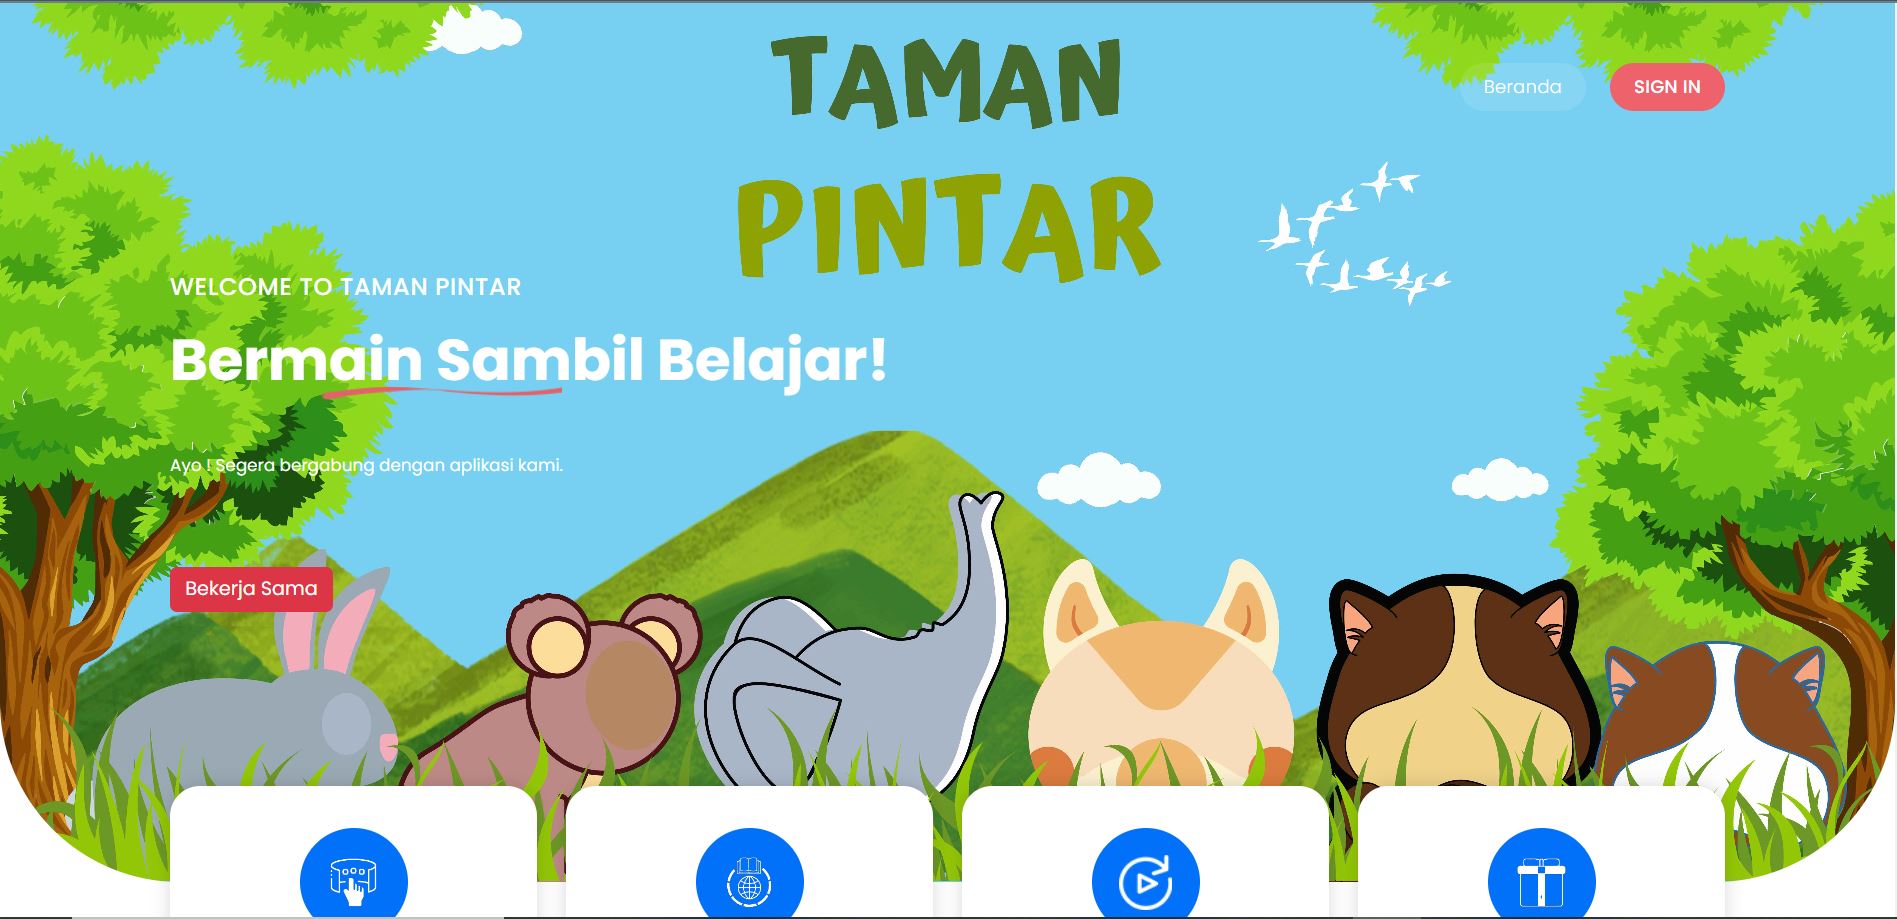 TAMAN
PINTAR
Beranda
SIGN IN
WELCOME TO TAMAN PINTAR
Bermain Sambil Belajar!
Ayo ! Segera bergabung dengan aplikasi kami.
Bekerja Sama